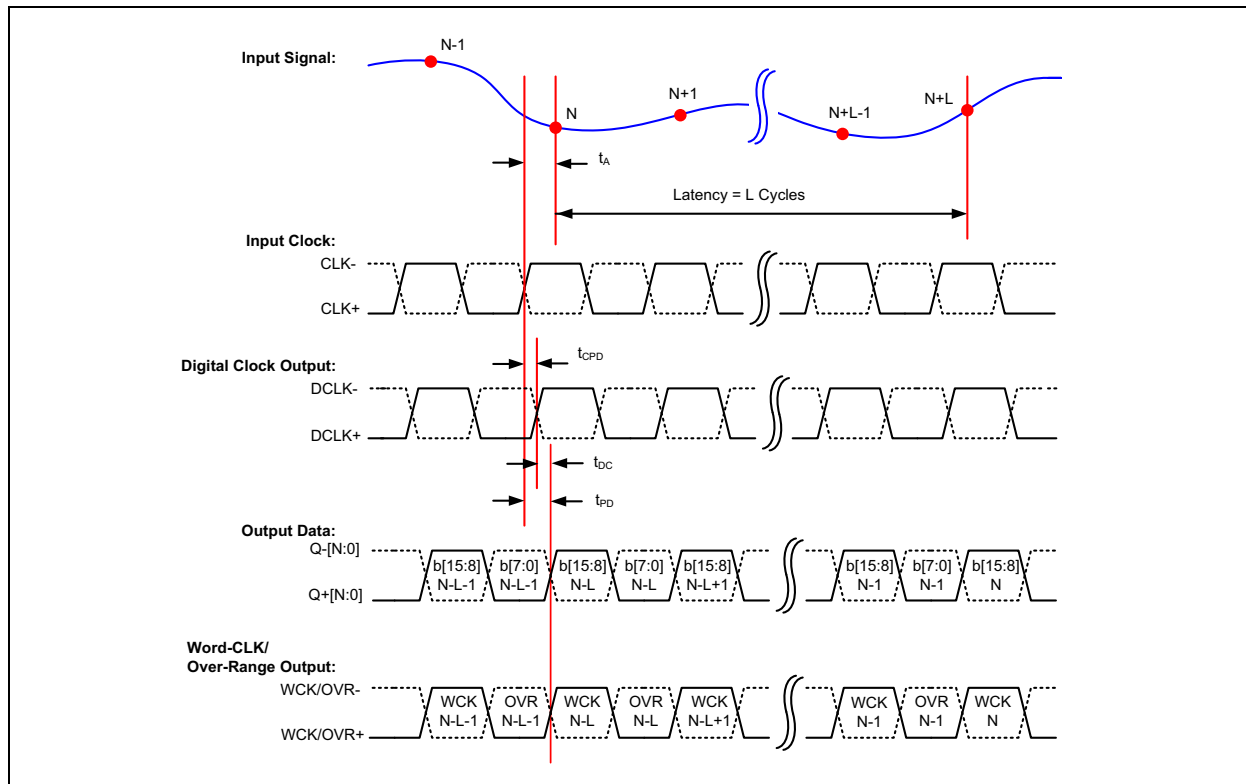 Input Signal:
N-1
N
N+1
N+L-1
N+L
tA
Latency = L Cycles
Input Clock:
CLK-
CLK+
tCPD
Digital Clock Output:
DCLK-
DCLK+
tDC
tPD
Output Data:
Q-[N:0]
Q+[N:0]
b[15:8] b[7:0] b[15:8] b[7:0] b[15:8] b[15:8] b[7:0] b[15:8]
N-L-1 N-L-1 N-L N-L N-L+1 N-1 N-1 N
Word-CLK/
Over-Range Output:
WCK/OVR-
WCK/OVR+
WCK OVR WCK OVR WCK WCK OVR WCK
N-L-1 N-L-1 N-L N-L N-L+1 N-1 N-1 N